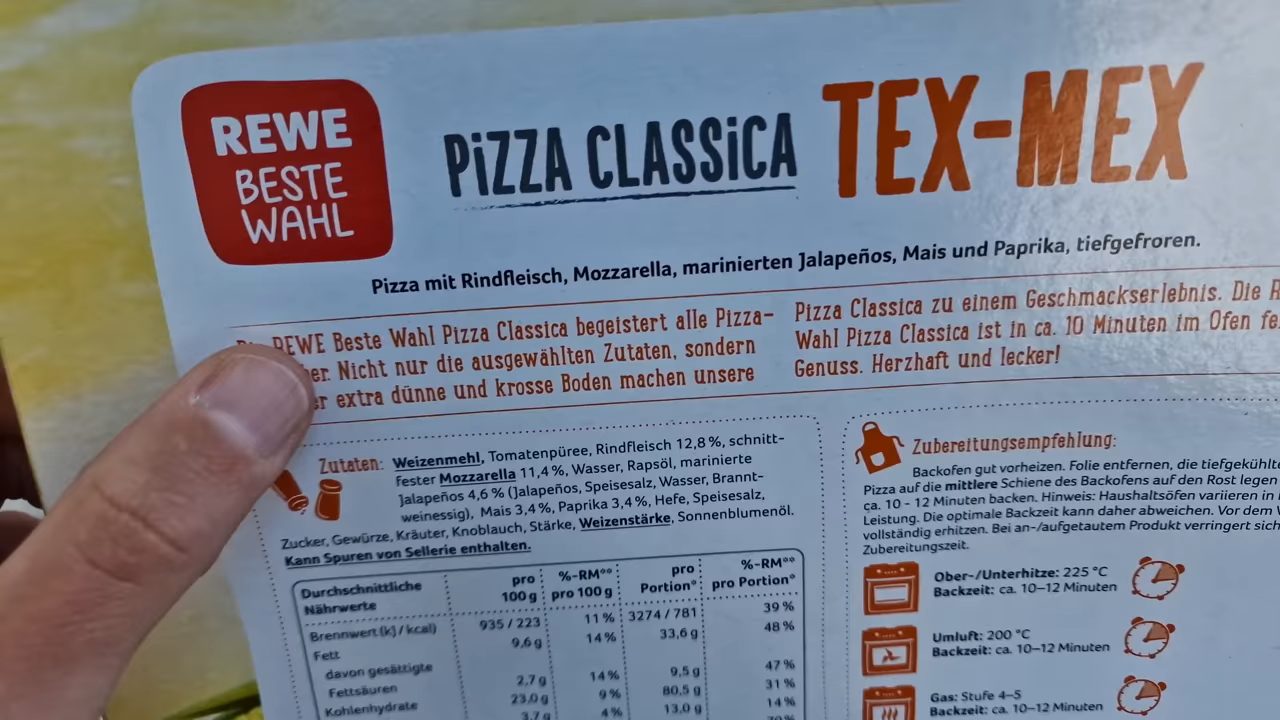 REWE
BESTE
WAHL
PiZZA CLASSiCA TEX-MEX
Pizza mit Rindfleisch, Mozzarella, marinierten Jalapeños, Mais und Paprika, tiefgefroren.
REWE Beste Wahl Pizza Classica begeistert alle Pizza-
Nicht nur die ausgewählten Zutaten, sondern
extra dünne und krosse Boden machen unsere
Pizza Classica zu einem Geschmackserlebnis. Die
Wahl Pizza Classica ist in ca. 10 Minuten im Ofen
Genuss. Herzhaft und lecker!
Zutaten: Weizenmehl, Tomatenpüree, Rindfleisch 12,8 %, schnitt-
fester Mozzarella 11,4 %, Wasser, Rapsöl, marinierte
Jalapeños 4,6 % (Jalapeños, Speisesalz, Wasser, Brannt-
weinessig), Mais 3,4 %, Paprika 3,4 %, Hefe, Speisesalz,
Zucker, Gewürze, Kräuter, Knoblauch, Stärke, Weizenstärke, Sonnenblumenöl.
Kann Spuren von Sellerie enthalten.
Durchschnittliche Nährwerte pro 100 g %-RM** pro 100 g pro Portion* %-RM** pro Portion*
Brennwert (kJ / kcal) 935 / 223 11 % 3274 / 781 39 %
Fett 9,6 g 14 % 33,6 g 48 %
davon gesättigte
Fettsäuren 2,7 g 14 % 9,5 g 47 %
Kohlenhydrate 23,0 g 9 % 80,5 g 31 %
3,7 g 4 % 13,0 g 14 %
Zubereitungsempfehlung:
Backofen gut vorheizen. Folie entfernen, die tiefgekühlte
Pizza auf die mittlere Schiene des Backofens auf den Rost legen
ca. 10 - 12 Minuten backen. Hinweis: Haushaltsöfen variieren in
Leistung. Die optimale Backzeit kann daher abweichen. Vor dem
vollständig erhitzen. Bei an-/aufgetautem Produkt verringert sich
Zubereitungszeit.
Ober-/Unterhitze: 225 °C
Backzeit: ca. 10–12 Minuten
Umluft: 200 °C
Backzeit: ca. 10–12 Minuten
Gas: Stufe 4–5
Backzeit: ca. 10–12 Minuten